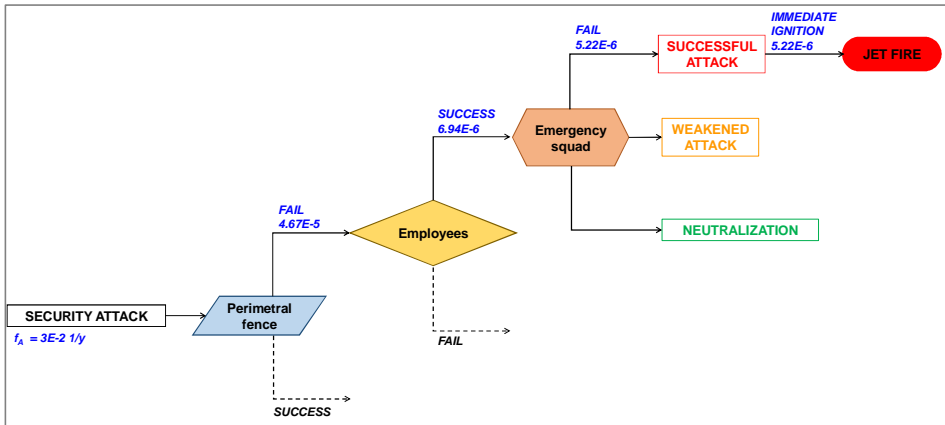 FAIL
5.22E-6
SUCCESSFUL
ATTACK
IMMEDIATE
IGNITION
5.22E-6
JET FIRE
SUCCESS
6.94E-6
Emergency
squad
WEAKENED
ATTACK
FAIL
4.67E-5
Employees
NEUTRALIZATION
SECURITY ATTACK
f_A = 3E-2 1/y
Perimetral
fence
FAIL
SUCCESS